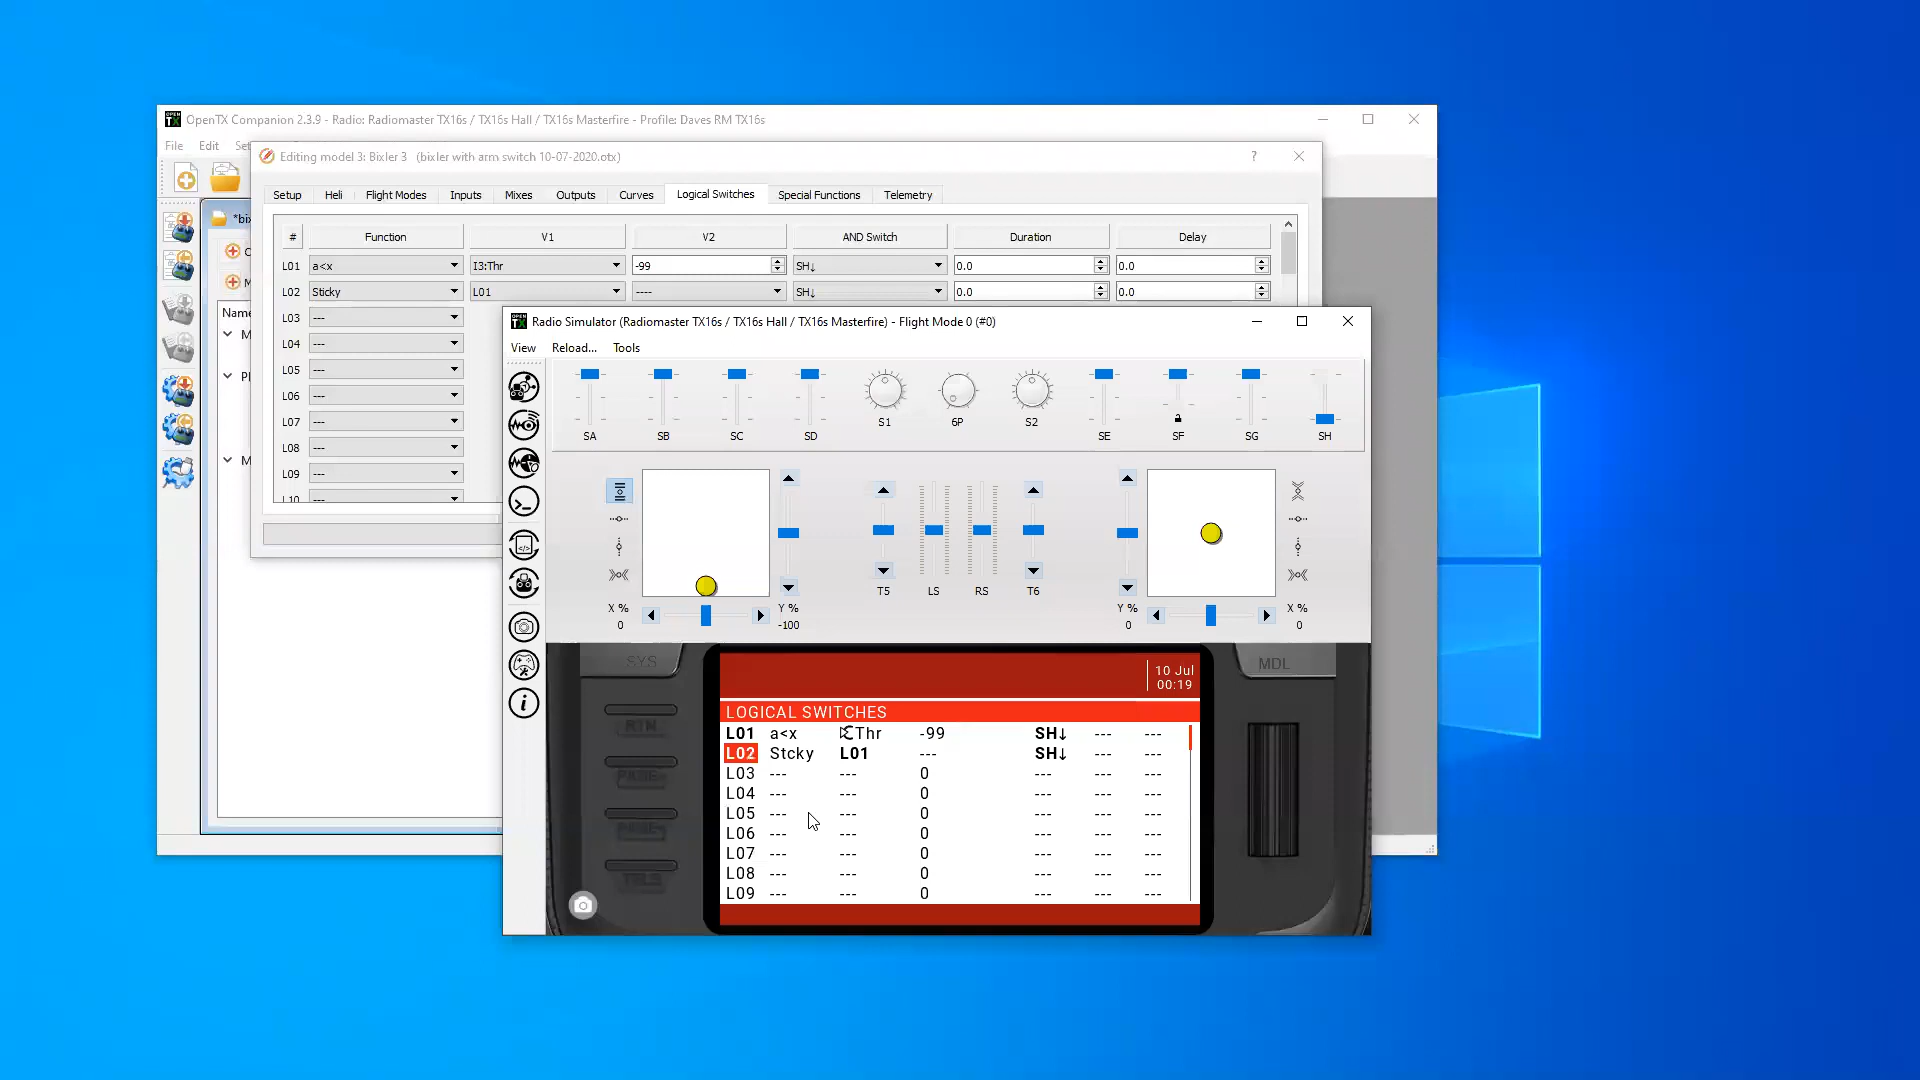 OpenTX Companion 2.3.9 - Radio: Radiomaster TX16s / TX16s Hall / TX16s Masterfire - Profile: Daves RM TX16s
File Edit Set
Editing model 3: Bixler 3 (bixler with arm switch 10-07-2020.otx) ?
Setup Heli Flight Modes Inputs Mixes Outputs Curves Logical Switches Special Functions Telemetry
*bix
# Function V1 V2 AND Switch Duration Delay
L01 a<x I3:Thr -99 SH↓ 0.0 0.0
L02 Sticky L01 ---- SH↓ 0.0 0.0
Name
L03 ---
L04 ---
L05 ---
L06 ---
L07 ---
L08 ---
L09 ---
L10 ---
Radio Simulator (Radiomaster TX16s / TX16s Hall / TX16s Masterfire) - Flight Mode 0 (#0)
View Reload... Tools
S1 6P S2
SA SB SC SD SE SF SG SH
T5 LS RS T6
X % Y % Y % X %
0 -100 0 0
SYS MDL
10 Jul
00:19
RTN
PAGE
PAGE
TELE
LOGICAL SWITCHES
L01 a<x Thr -99 SH↓ --- ---
L02 Stcky L01 --- SH↓ --- ---
L03 --- --- 0 --- --- ---
L04 --- --- 0 --- --- ---
L05 --- --- 0 --- --- ---
L06 --- --- 0 --- --- ---
L07 --- --- 0 --- --- ---
L08 --- --- 0 --- --- ---
L09 --- --- 0 --- --- ---